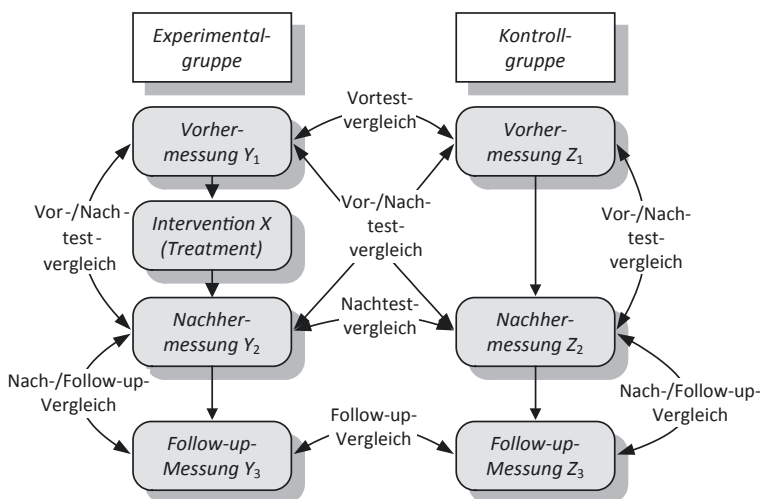 Experimental-
gruppe
Kontroll-
gruppe
Vortest-
vergleich
Vorher-
messung Y₁
Vorher-
messung Z₁
Vor-/Nach-
test-
vergleich
Intervention X
(Treatment)
Vor-/Nach-
test-
vergleich
Vor-/Nach-
test-
vergleich
Nachher-
messung Y₂
Nachtest-
vergleich
Nachher-
messung Z₂
Nach-/Follow-up-
Vergleich
Follow-up-
Vergleich
Nach-/Follow-up-
Vergleich
Follow-up-
Messung Y₃
Follow-up-
Messung Z₃